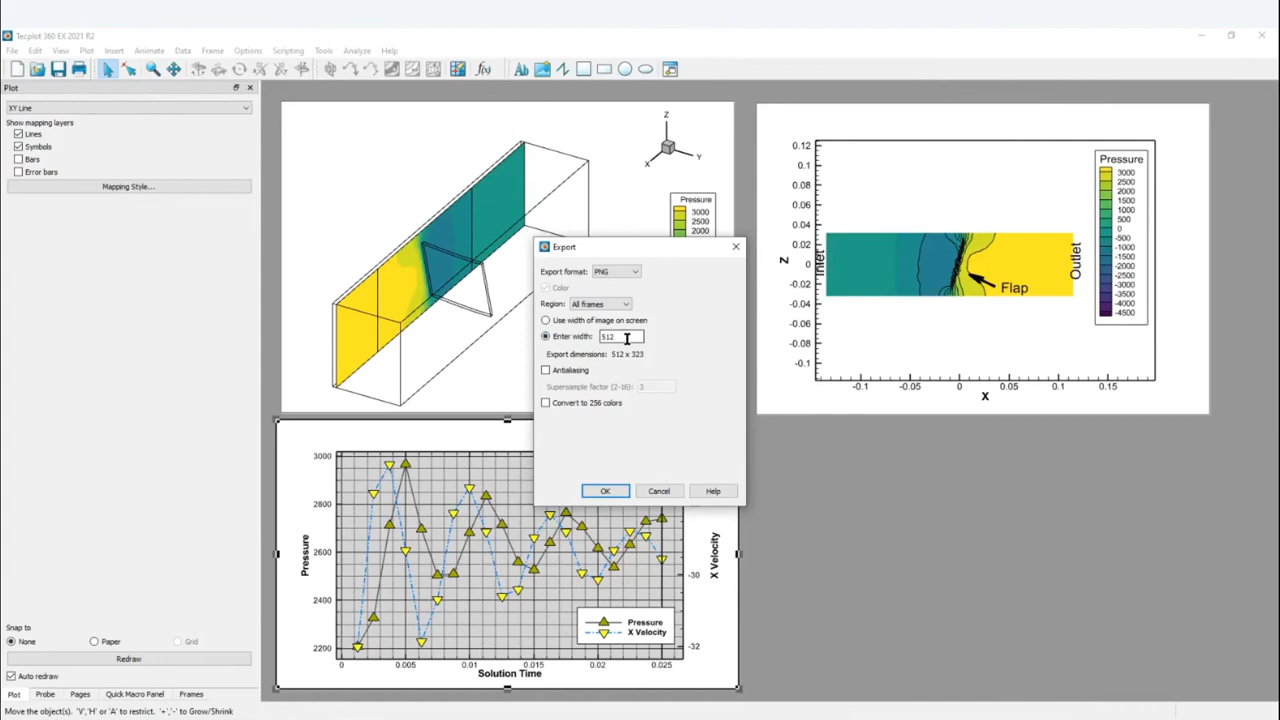 Tecplot 360 EX 2021 R2
File Edit View Plot Insert Animate Data Frame Options Scripting Tools Analyze Help
Plot
XY Line
Show mapping layers
Lines
Symbols
Bars
Error bars
Mapping Style...
Snap to
None Paper Grid
Redraw
Auto redraw
Plot Probe Pages Quick Macro Panel Frames
Move the object(s). 'V','H' or 'A' to restrict. '+','-' to Grow/Shrink
Z
X
Y
Pressure
3000
2500
2000
Export
Export format: PNG
Color
Region: All frames
Use width of image on screen
Enter width: 512
Export dimensions: 512 x 323
Antialiasing
Supersample factor (2-16): 3
Convert to 256 colors
OK Cancel Help
0.12
0.1
0.08
0.06
0.04
0.02
0
-0.02
-0.04
-0.06
-0.08
-0.1
Z
-0.1 -0.05 0 0.05 0.1 0.15
X
Inlet
Outlet
Flap
Pressure
3000
2500
2000
1500
1000
500
0
-500
-1000
-1500
-2000
-2500
-3000
-3500
-4000
-4500
3000
2800
2600
2400
2200
Pressure
0 0.005 0.01 0.015 0.02 0.025
Solution Time
-30
-32
X Velocity
Pressure
X Velocity